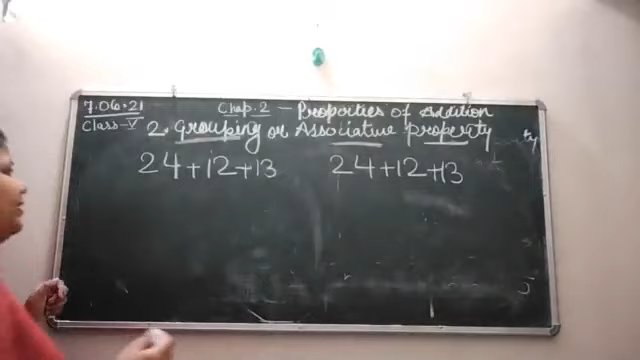 7.06.21 Chap.2 - Properties of Addition
Class-V 2. Grouping or Associative property
24+12+13 24+12+13